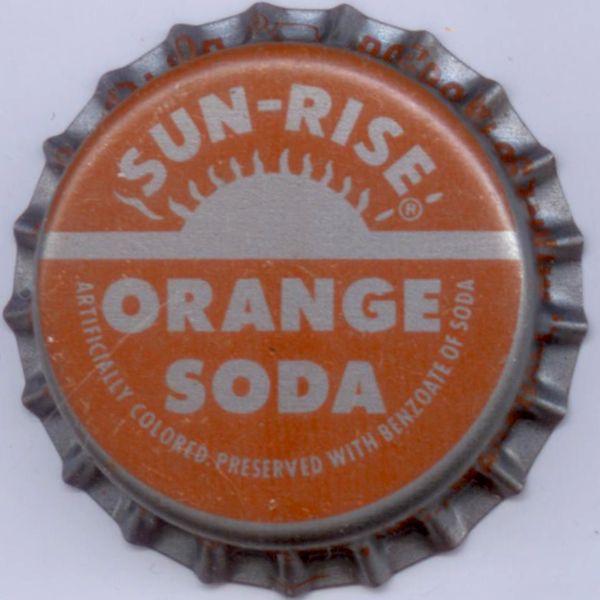 SUN-RISE®
ORANGE
SODA
ARTIFICIALLY COLORED. PRESERVED WITH BENZOATE OF SODA